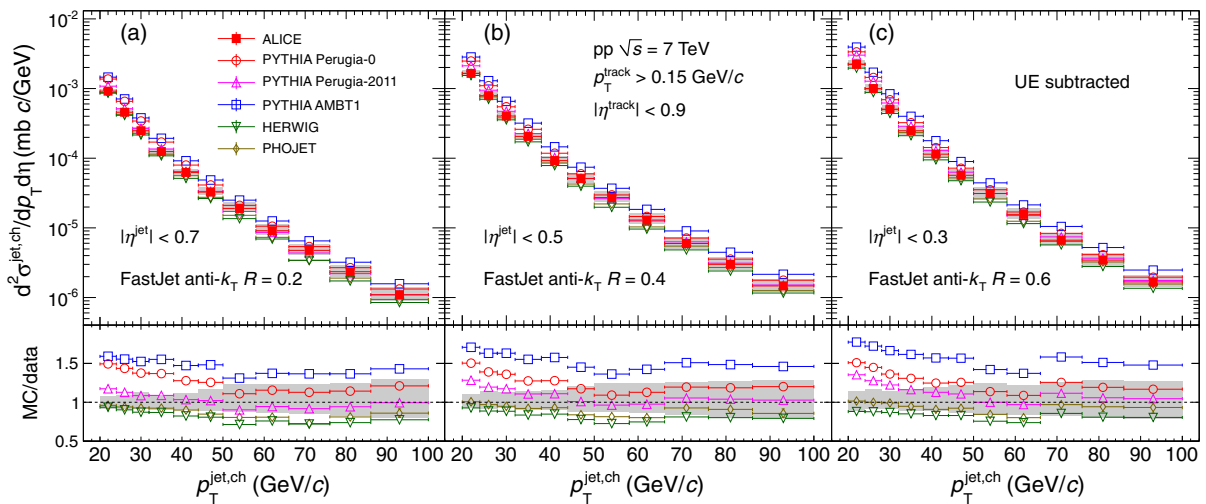 (a)
ALICE
PYTHIA Perugia-0
PYTHIA Perugia-2011
PYTHIA AMBT1
HERWIG
PHOJET
|η^jet| < 0.7
FastJet anti-k_T R = 0.2
(b)
pp √s = 7 TeV
p_T^track > 0.15 GeV/c
|η^track| < 0.9
|η^jet| < 0.5
FastJet anti-k_T R = 0.4
(c)
UE subtracted
|η^jet| < 0.3
FastJet anti-k_T R = 0.6
d²σ^jet,ch/dp_T dη (mb c/GeV)
10⁻²
10⁻³
10⁻⁴
10⁻⁵
10⁻⁶
MC/data
1.5
1
0.5
20 30 40 50 60 70 80 90 100
20 30 40 50 60 70 80 90 100
20 30 40 50 60 70 80 90 100
p_T^jet,ch (GeV/c)
p_T^jet,ch (GeV/c)
p_T^jet,ch (GeV/c)